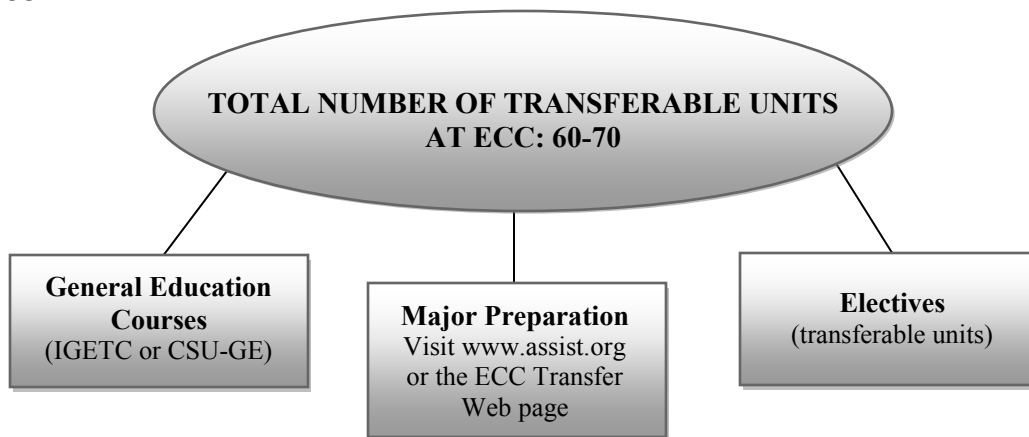 TOTAL NUMBER OF TRANSFERABLE UNITS
AT ECC: 60-70
General Education
Courses
(IGETC or CSU-GE)
Major Preparation
Visit www.assist.org
or the ECC Transfer
Web page
Electives
(transferable units)